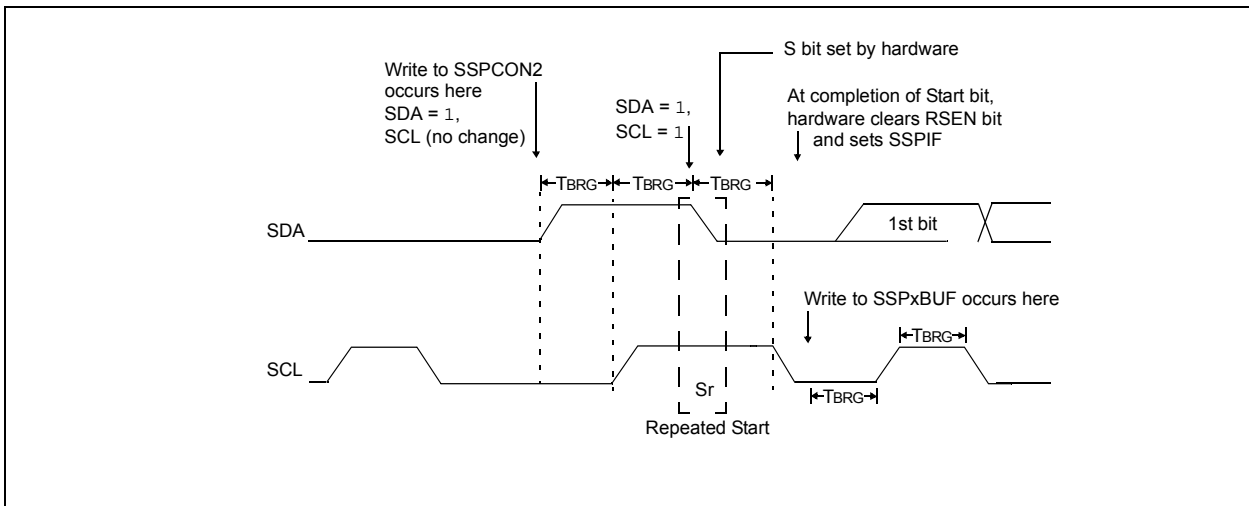 S bit set by hardware
Write to SSPCON2
occurs here
SDA = 1,
SCL (no change)
SDA = 1,
SCL = 1
At completion of Start bit,
hardware clears RSEN bit
and sets SSPIF
TBRG TBRG TBRG
SDA
1st bit
Write to SSPxBUF occurs here
TBRG
SCL
Sr
TBRG
Repeated Start